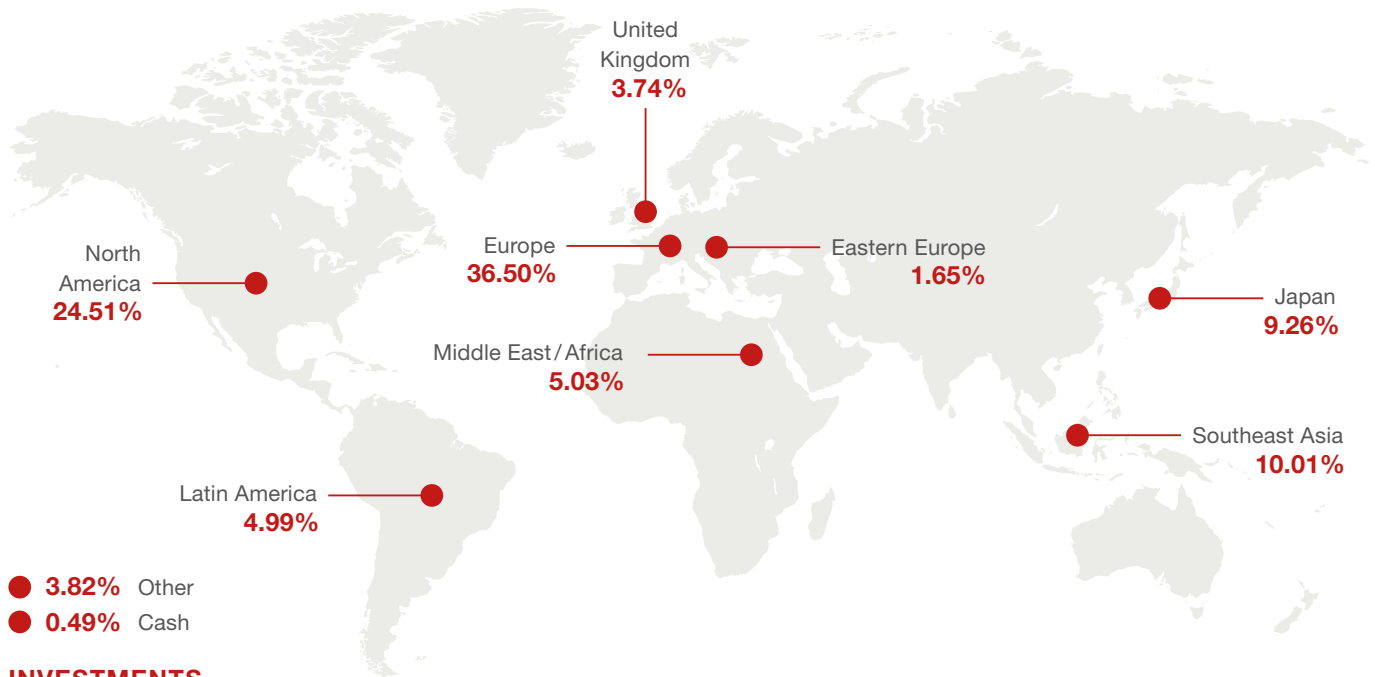 United
Kingdom
3.74%
North
America
24.51%
Europe
36.50%
Eastern Europe
1.65%
Japan
9.26%
Middle East/Africa
5.03%
Southeast Asia
10.01%
Latin America
4.99%
3.82% Other
0.49% Cash
INVESTMENTS